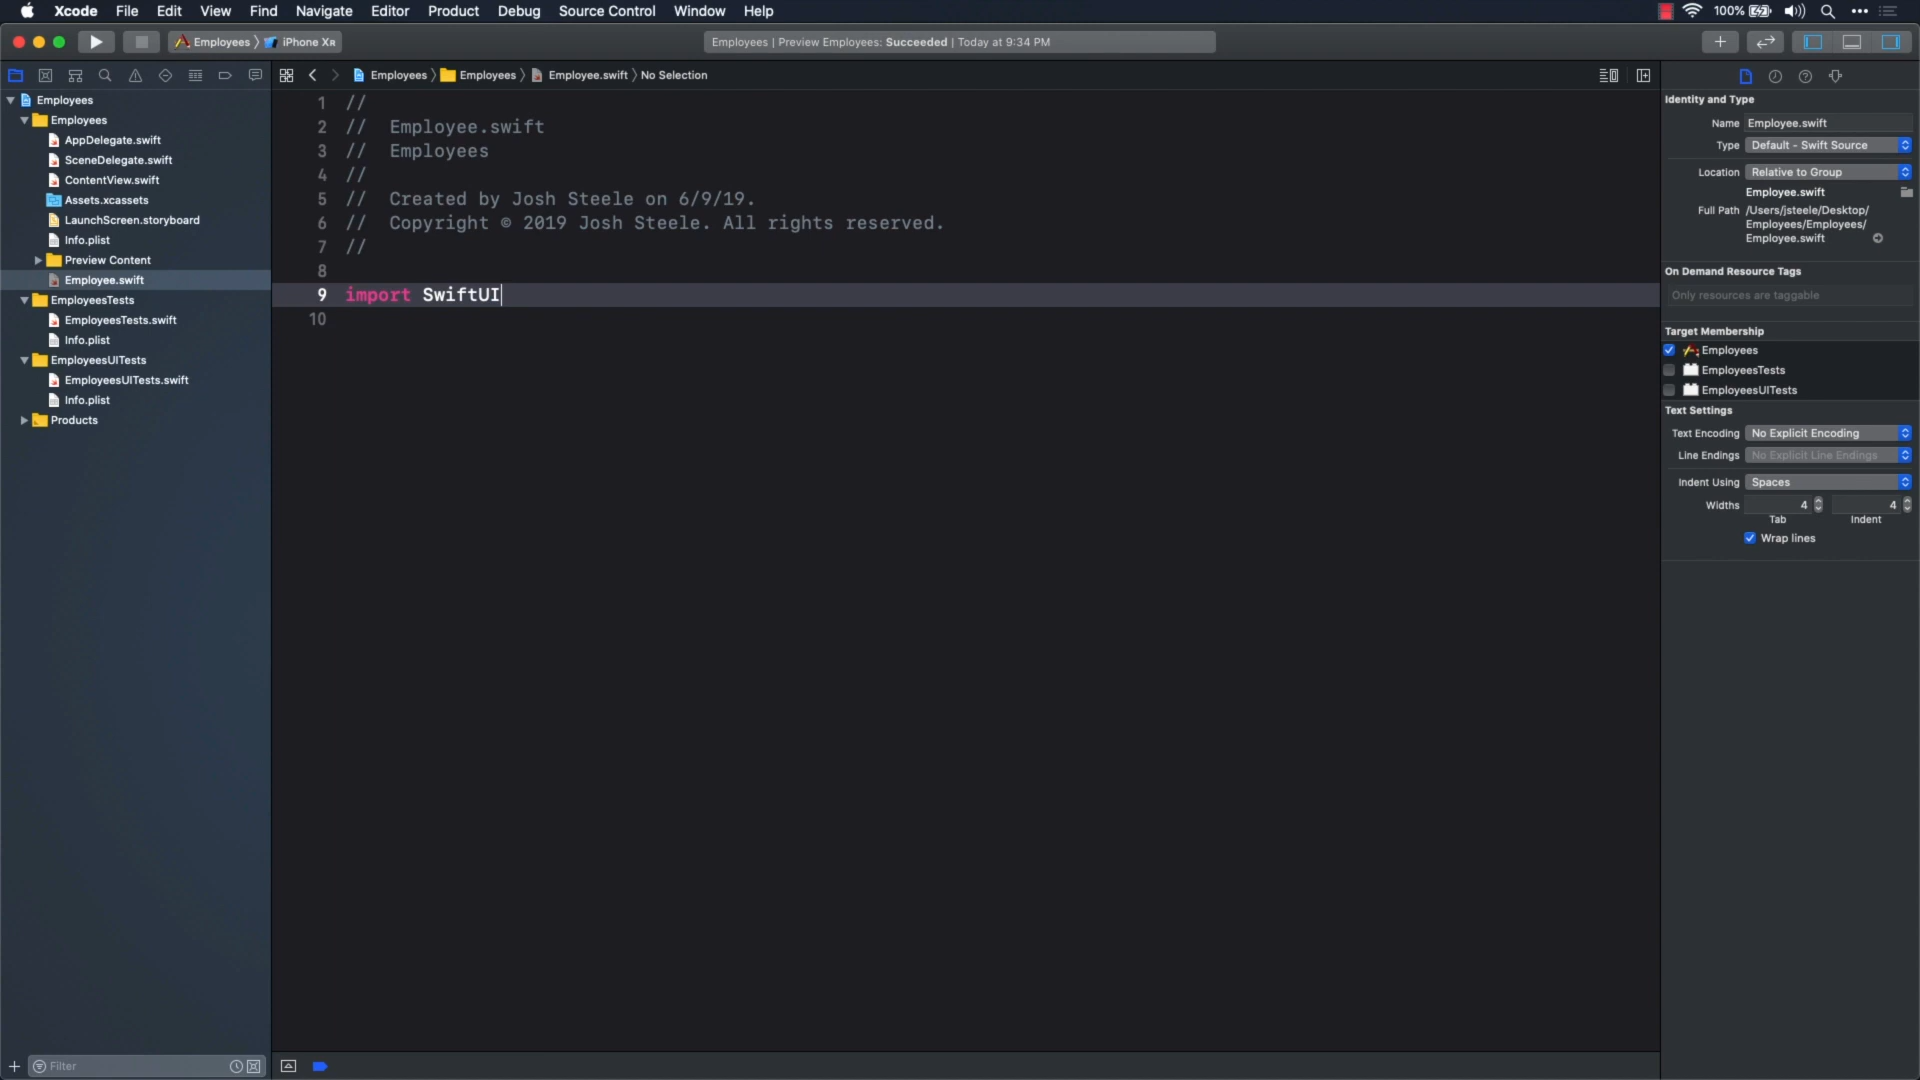 Xcode File Edit View Find Navigate Editor Product Debug Source Control Window Help 100%
Employees iPhone XR Employees | Preview Employees: Succeeded | Today at 9:34 PM
Employees Employees Employee.swift No Selection
Employees
Employees
AppDelegate.swift
SceneDelegate.swift
ContentView.swift
Assets.xcassets
LaunchScreen.storyboard
Info.plist
Preview Content
Employee.swift
EmployeesTests
EmployeesTests.swift
Info.plist
EmployeesUITests
EmployeesUITests.swift
Info.plist
Products
Filter
1 //
2 // Employee.swift
3 // Employees
4 //
5 // Created by Josh Steele on 6/9/19.
6 // Copyright © 2019 Josh Steele. All rights reserved.
7 //
8
9 import SwiftUI
10
Identity and Type
Name Employee.swift
Type Default - Swift Source
Location Relative to Group
Employee.swift
Full Path /Users/jsteele/Desktop/
Employees/Employees/
Employee.swift
On Demand Resource Tags
Only resources are taggable
Target Membership
Employees
EmployeesTests
EmployeesUITests
Text Settings
Text Encoding No Explicit Encoding
Line Endings No Explicit Line Endings
Indent Using Spaces
Widths 4 4
Tab Indent
Wrap lines